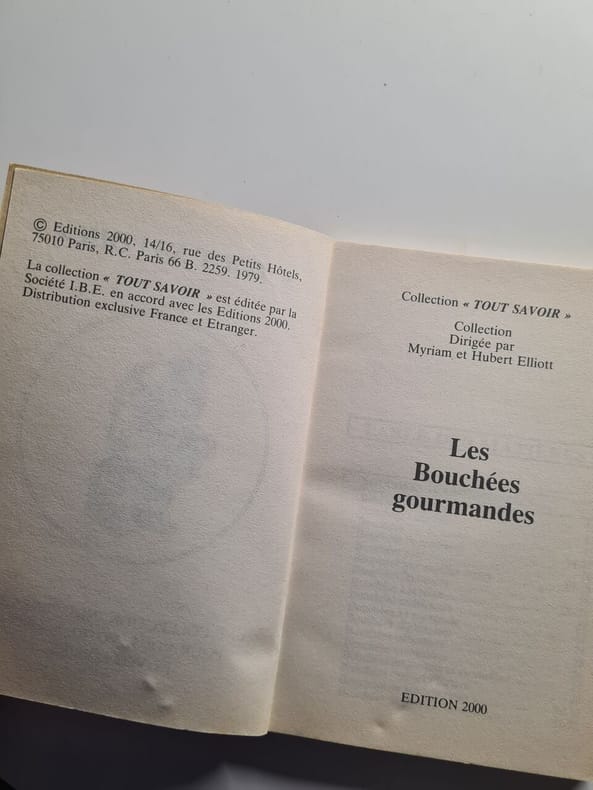 © Editions 2000, 14/16, rue des Petits Hôtels,
75010 Paris, R.C. Paris 66 B. 2259. 1979.
La collection « TOUT SAVOIR » est éditée par la
Société I.B.E. en accord avec les Editions 2000.
Distribution exclusive France et Etranger.
Collection « TOUT SAVOIR »
Collection
Dirigée par
Myriam et Hubert Elliott
Les
Bouchées
gourmandes
EDITION 2000